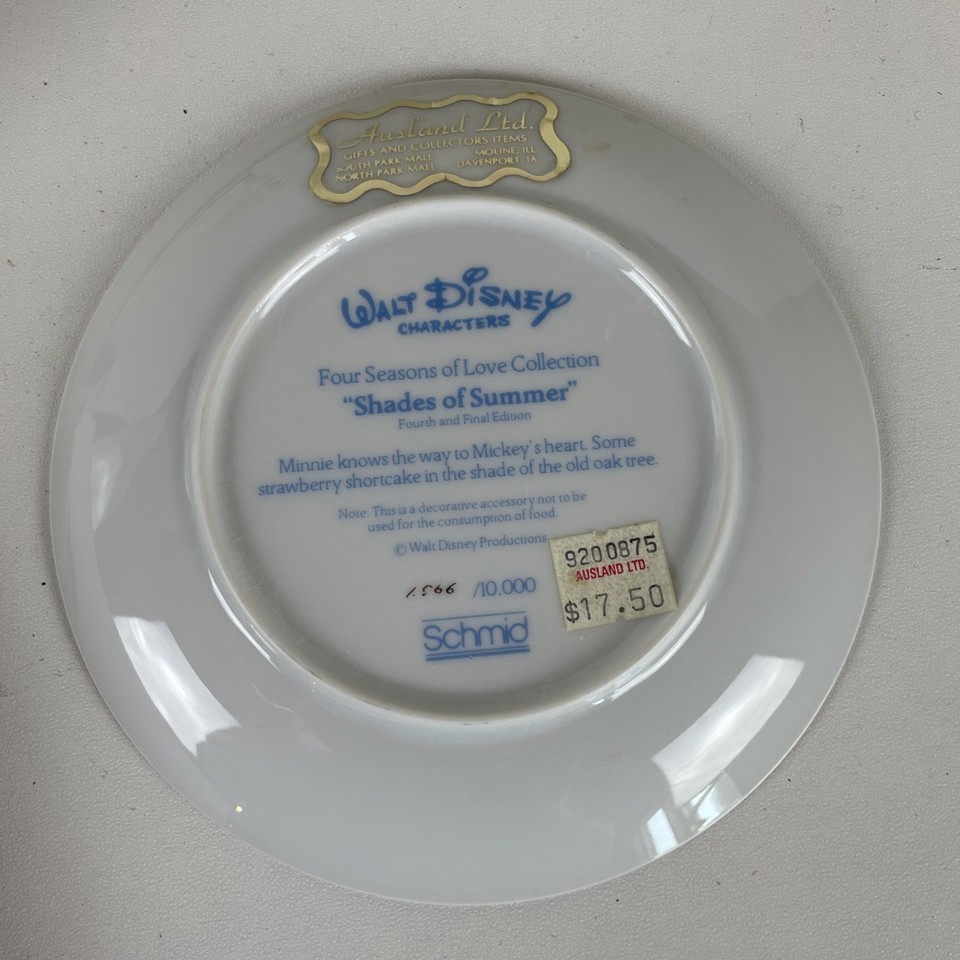 Ausland Ltd.
GIFTS AND COLLECTORS ITEMS
SOUTH PARK MALL MOLINE, ILL
NORTH PARK MALL DAVENPORT IA
WALT DISNEY
CHARACTERS
Four Seasons of Love Collection
“Shades of Summer”
Fourth and Final Edition
Minnie knows the way to Mickey's heart. Some
strawberry shortcake in the shade of the old oak tree.
Note: This is a decorative accessory not to be
used for the consumption of food.
© Walt Disney Productions
/10,000
9200875
AUSLAND LTD.
$17.50
Schmid